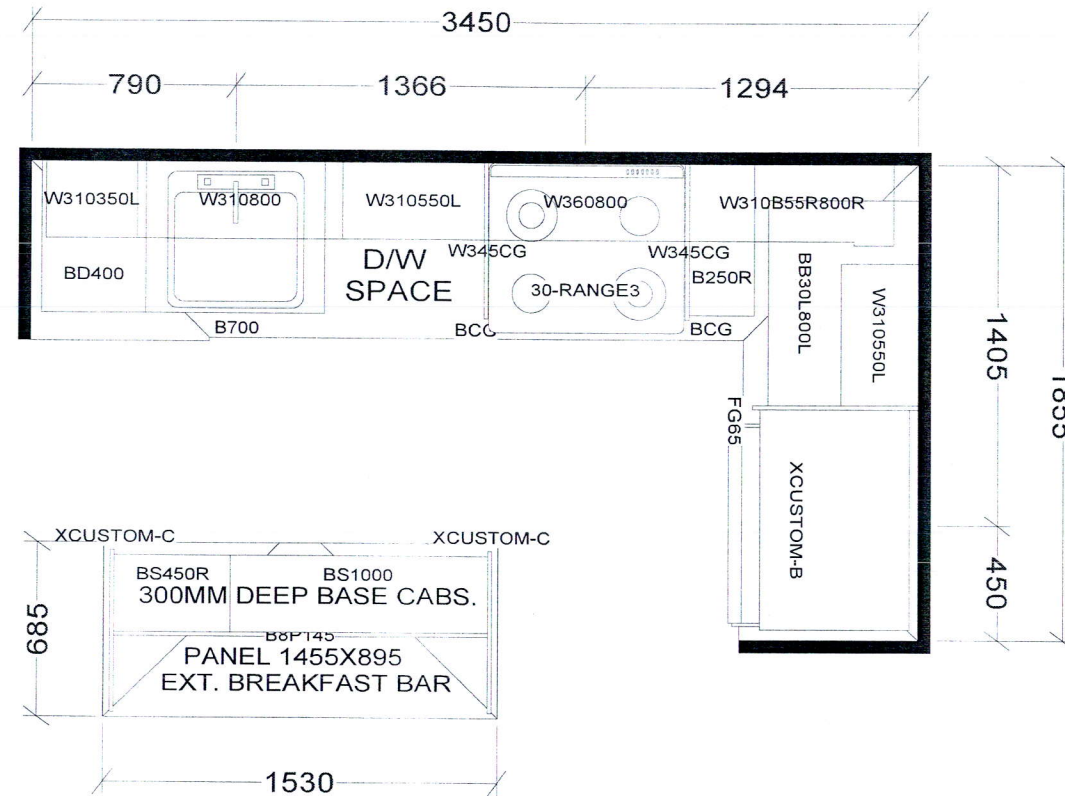 3450
790
1366
1294
W310350L
W310800
W310550L
W360800
W310B55R800R
W345CG
W345CG
BD400
D/W
SPACE
30-RANGE3
B250R
BB30L800L
W310550L
B700
BCG
BCG
1405
1855
FG65
XCUSTOM-B
450
XCUSTOM-C
XCUSTOM-C
BS450R
BS1000
300MM DEEP BASE CABS.
685
PANEL 1455X895
EXT. BREAKFAST BAR
1530